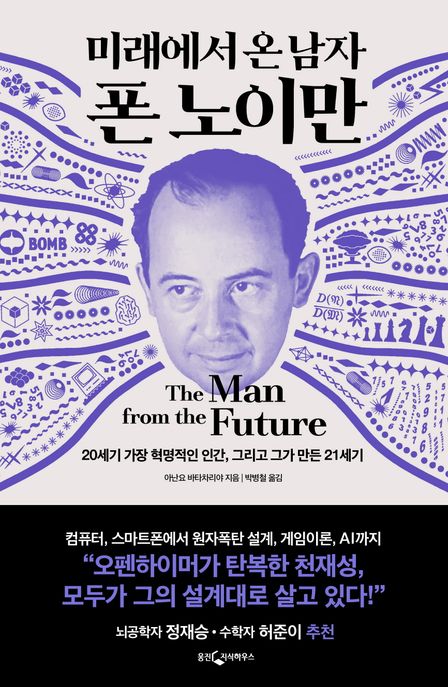 미래에서 온 남자
폰 노이만
BOMB
The Man
from the Future
20세기 가장 혁명적인 인간, 그리고 그가 만든 21세기
아난요 바타차리야 지음 | 박병철 옮김
컴퓨터, 스마트폰에서 원자폭탄 설계, 게임이론, AI까지
“오펜하이머가 탄복한 천재성,
모두가 그의 설계대로 살고 있다!”
뇌공학자 정재승 · 수학자 허준이 추천
웅진 지식하우스